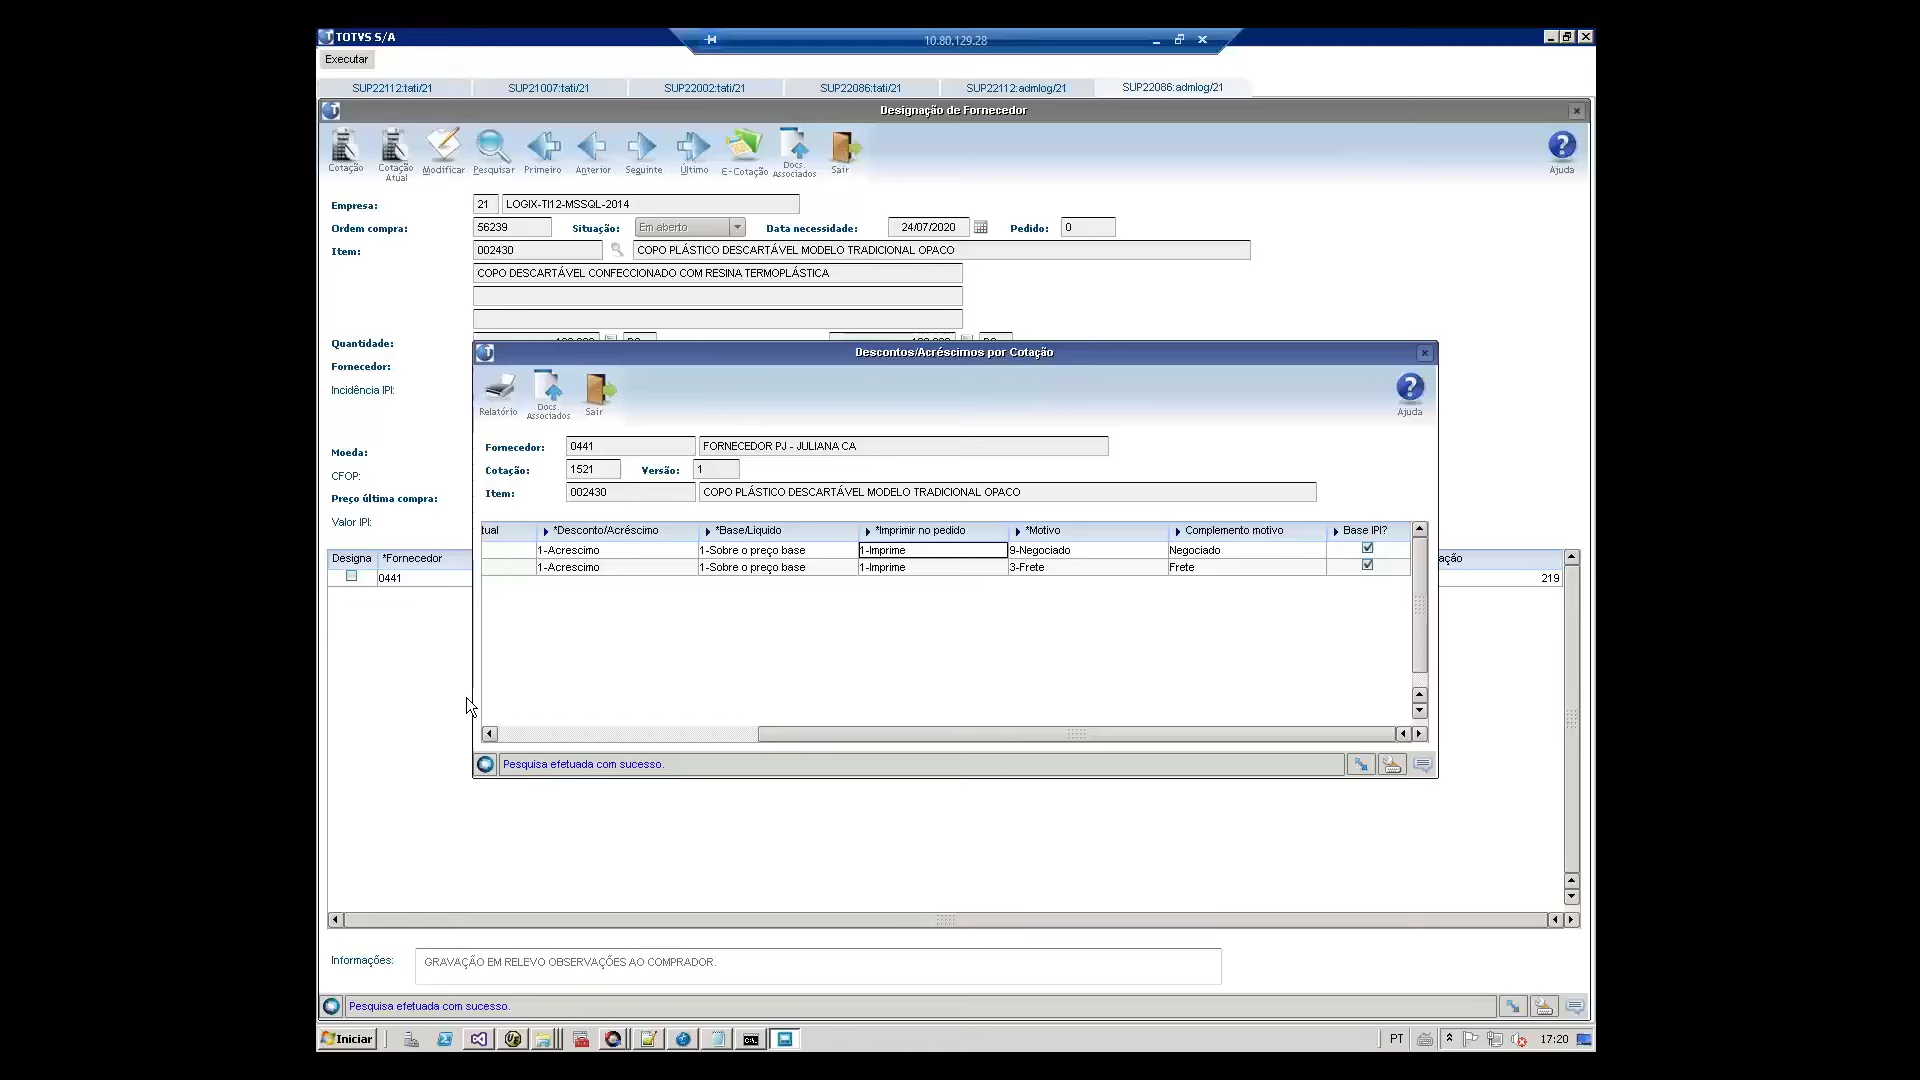 TOTVS S/A
10.80.129.28
Executar
SUP22112:tati/21 SUP21007:tati/21 SUP22002:tati/21 SUP22086:tati/21 SUP22112:admlog/21 SUP22086:admlog/21
Designação de Fornecedor
Cotação Cotação Atual Modificar Pesquisar Primeiro Anterior Seguinte Último E-Cotação Docs. Associados Sair Ajuda
Empresa: 21 LOGIX-TI12-MSSQL-2014
Ordem compra: 56239 Situação: Em aberto Data necessidade: 24/07/2020 Pedido: 0
Item: 002430 COPO PLÁSTICO DESCARTÁVEL MODELO TRADICIONAL OPACO
COPO DESCARTÁVEL CONFECCIONADO COM RESINA TERMOPLÁSTICA
Quantidade:
Fornecedor:
Incidência IPI:
Moeda:
CFOP:
Preço última compra:
Valor IPI:
Designa *Fornecedor ação
0441 219
Descontos/Acréscimos por Cotação
Relatório Docs. Associados Sair Ajuda
Fornecedor: 0441 FORNECEDOR PJ - JULIANA CA
Cotação: 1521 Versão: 1
Item: 002430 COPO PLÁSTICO DESCARTÁVEL MODELO TRADICIONAL OPACO
tual *Desconto/Acréscimo *Base/Líquido *Imprimir no pedido *Motivo Complemento motivo Base IPI?
1-Acrescimo 1-Sobre o preço base 1-Imprime 9-Negociado Negociado
1-Acrescimo 1-Sobre o preço base 1-Imprime 3-Frete Frete
Pesquisa efetuada com sucesso.
Informações: GRAVAÇÃO EM RELEVO OBSERVAÇÕES AO COMPRADOR.
Pesquisa efetuada com sucesso.
Iniciar PT 17:20